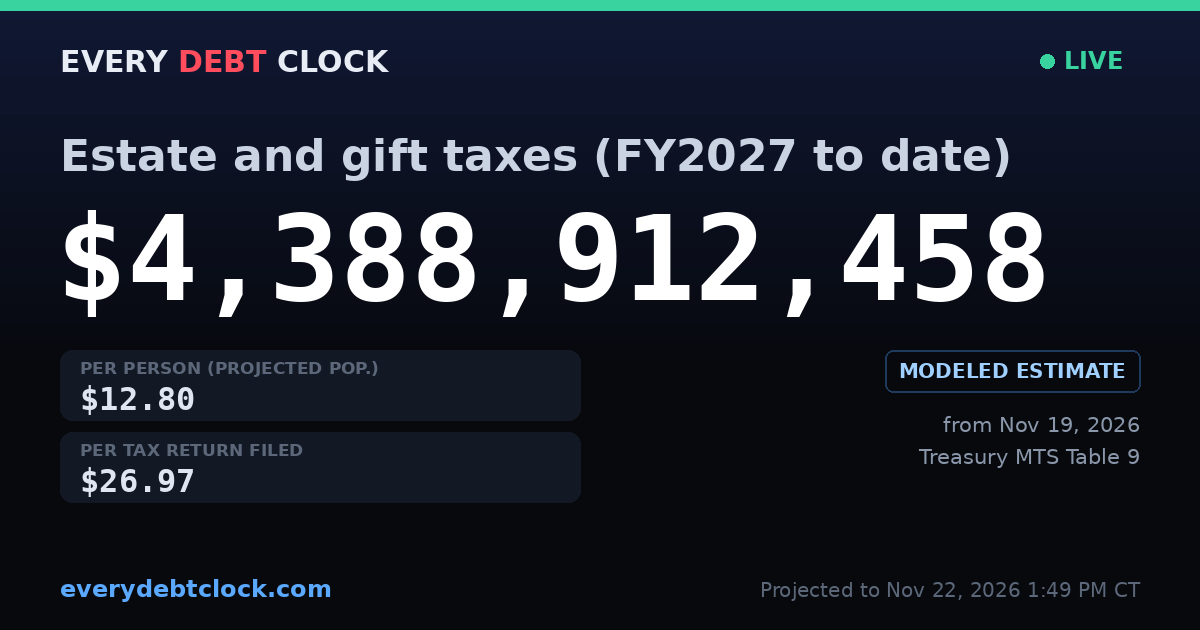 EVERY DEBT CLOCK
LIVE
Estate and gift taxes (FY2027 to date)
$4,388,912,458
PER PERSON (PROJECTED POP.)
$12.80
PER TAX RETURN FILED
$26.97
MODELED ESTIMATE
from Nov 19, 2026
Treasury MTS Table 9
everydebtclock.com
Projected to Nov 22, 2026 1:49 PM CT